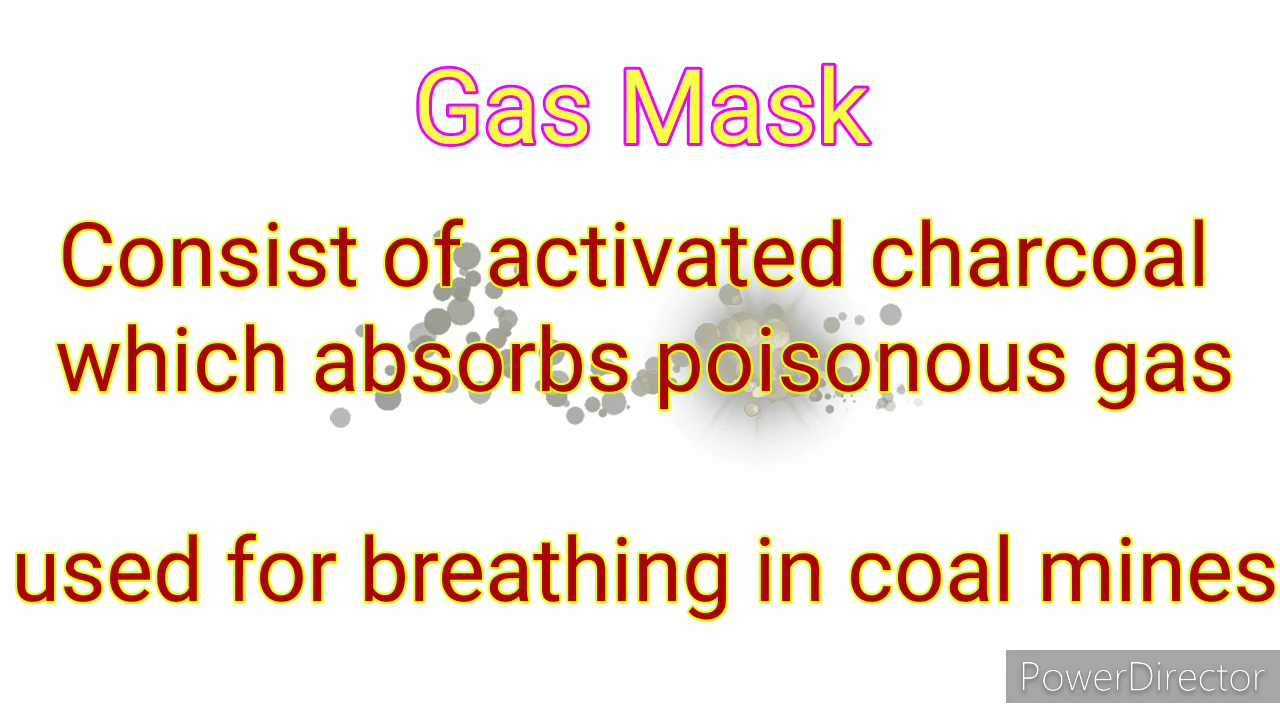 Gas Mask
Consist of activated charcoal
which absorbs poisonous gas
used for breathing in coal mines
PowerDirector